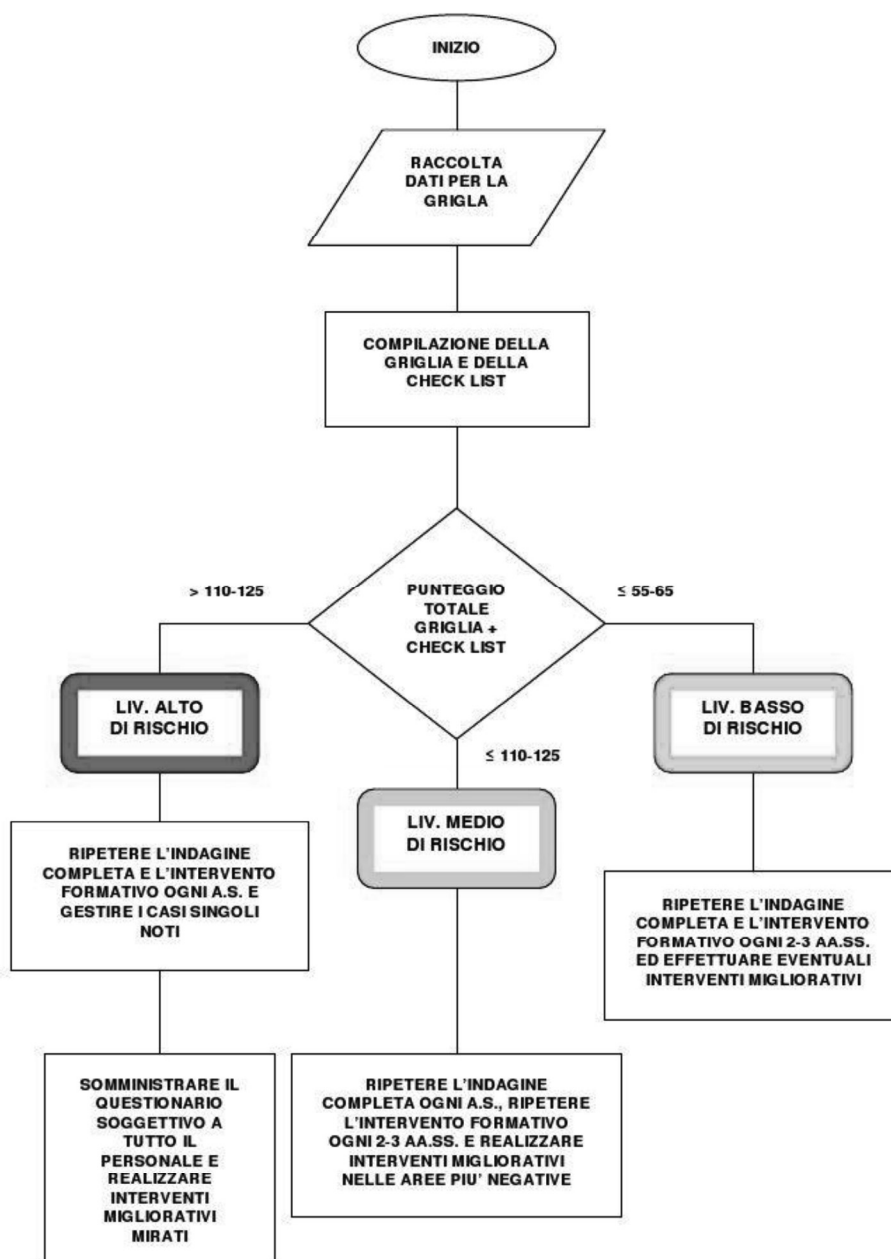 INIZIO
RACCOLTA
DATI PER LA
GRIGLA
COMPILAZIONE DELLA
GRIGLIA E DELLA
CHECK LIST
> 110-125
PUNTEGGIO
TOTALE
GRIGLIA +
CHECK LIST
≤ 55-65
LIV. ALTO
DI RISCHIO
≤ 110-125
LIV. BASSO
DI RISCHIO
LIV. MEDIO
DI RISCHIO
RIPETERE L'INDAGINE
COMPLETA E L'INTERVENTO
FORMATIVO OGNI A.S. E
GESTIRE I CASI SINGOLI
NOTI
RIPETERE L'INDAGINE
COMPLETA E L'INTERVENTO
FORMATIVO OGNI 2-3 AA.SS.
ED EFFETTUARE EVENTUALI
INTERVENTI MIGLIORATIVI
SOMMINISTRARE IL
QUESTIONARIO
SOGGETTIVO A
TUTTO IL
PERSONALE E
REALIZZARE
INTERVENTI
MIGLIORATIVI
MIRATI
RIPETERE L'INDAGINE
COMPLETA OGNI A.S., RIPETERE
L'INTERVENTO FORMATIVO
OGNI 2-3 AA.SS. E REALIZZARE
INTERVENTI MIGLIORATIVI
NELLE AREE PIU' NEGATIVE